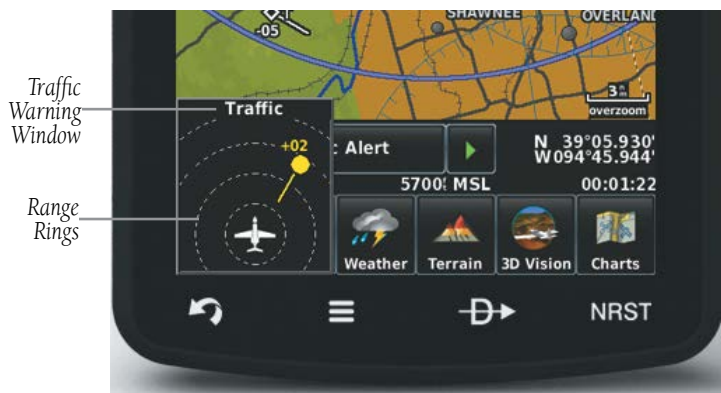 SHAWNEE
OVERLAND
-05
3 n m
overzoom
Traffic
Warning
Window
Traffic
+02
Alert
N 39°05.930'
W094°45.944'
5700 MSL
00:01:22
Range
Rings
Weather
Terrain
3D Vision
Charts
NRST